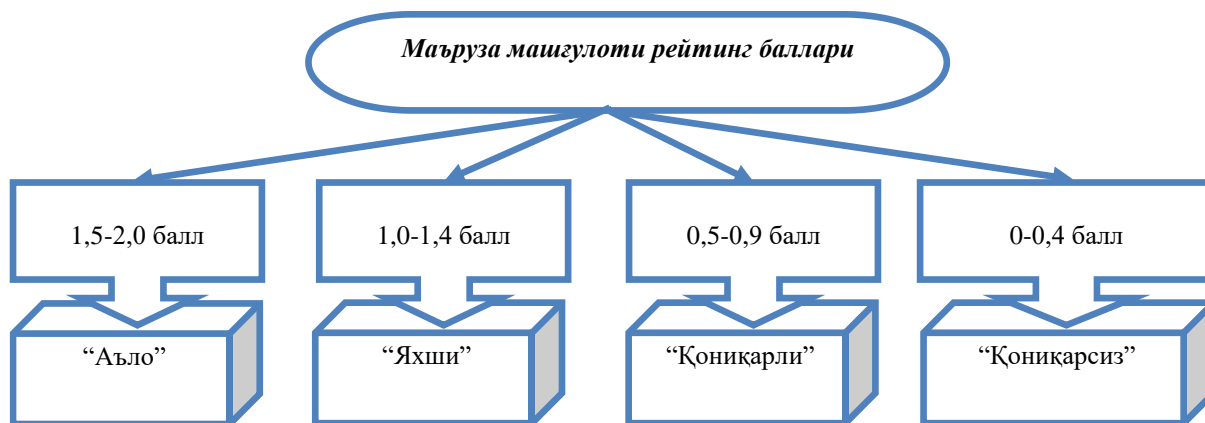 Маъруза машғулоти рейтинг баллари
1,5-2,0 балл
1,0-1,4 балл
0,5-0,9 балл
0-0,4 балл
“Аъло”
“Яхши”
“Қониқарли”
“Қониқарсиз”